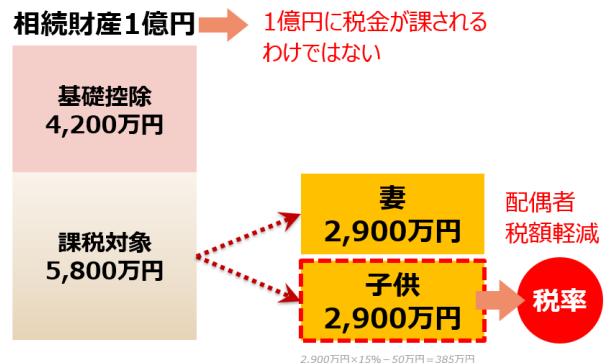 相続財産1億円
1億円に税金が課される
わけではない
基礎控除
4,200万円
課税対象
5,800万円
妻
2,900万円
配偶者
税額軽減
子供
2,900万円
税率
2,900万円×15%－50万円＝385万円